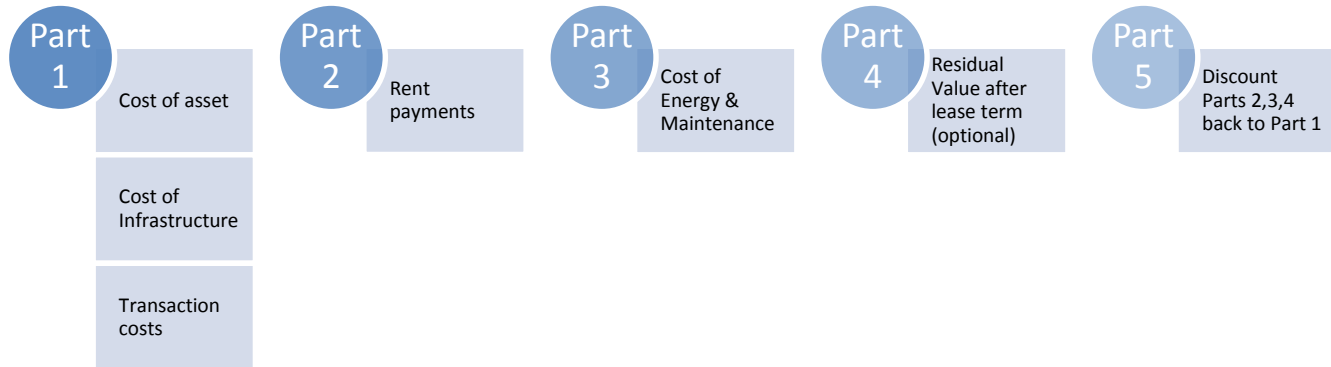 Part
1
Cost of asset
Cost of
Infrastructure
Transaction
costs
Part
2
Rent
payments
Part
3
Cost of
Energy &
Maintenance
Part
4
Residual
Value after
lease term
(optional)
Part
5
Discount
Parts 2,3,4
back to Part 1